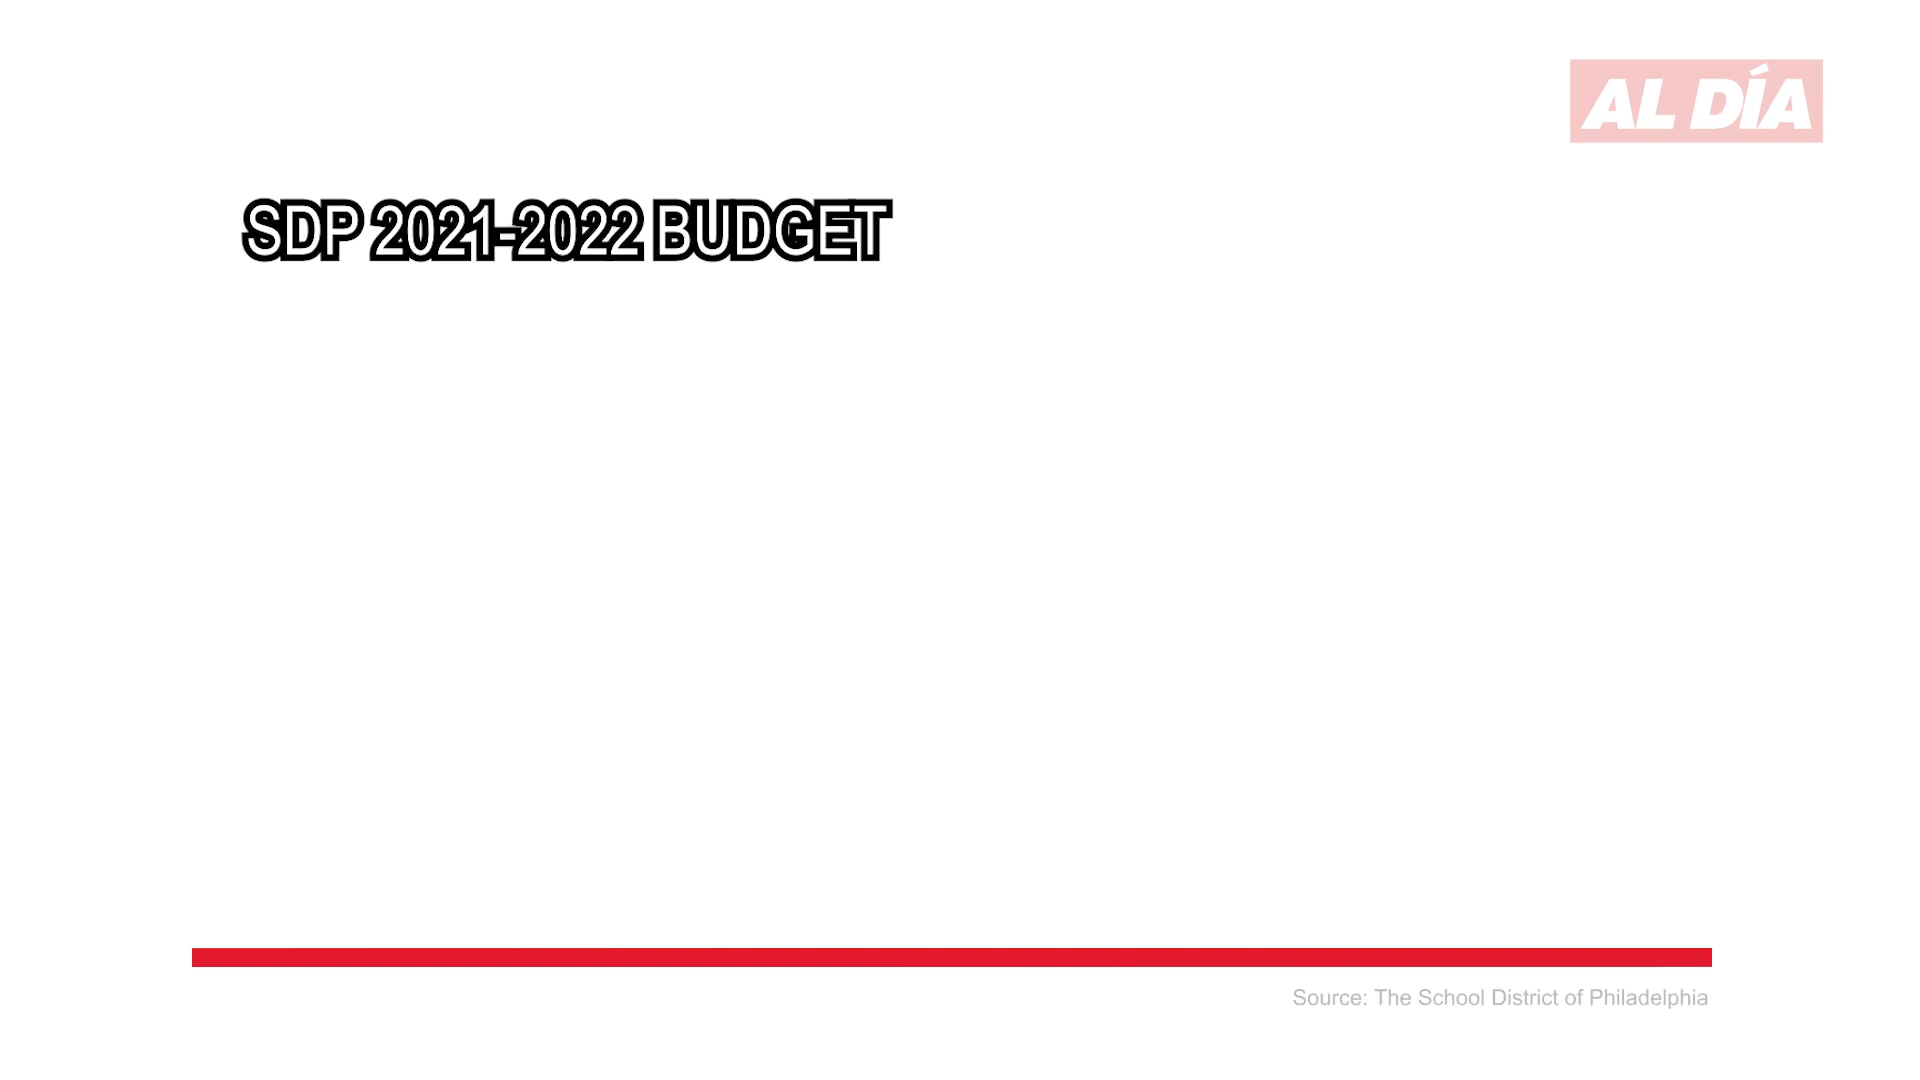 AL DÍA
SDP 2021-2022 BUDGET
Source: The School District of Philadelphia